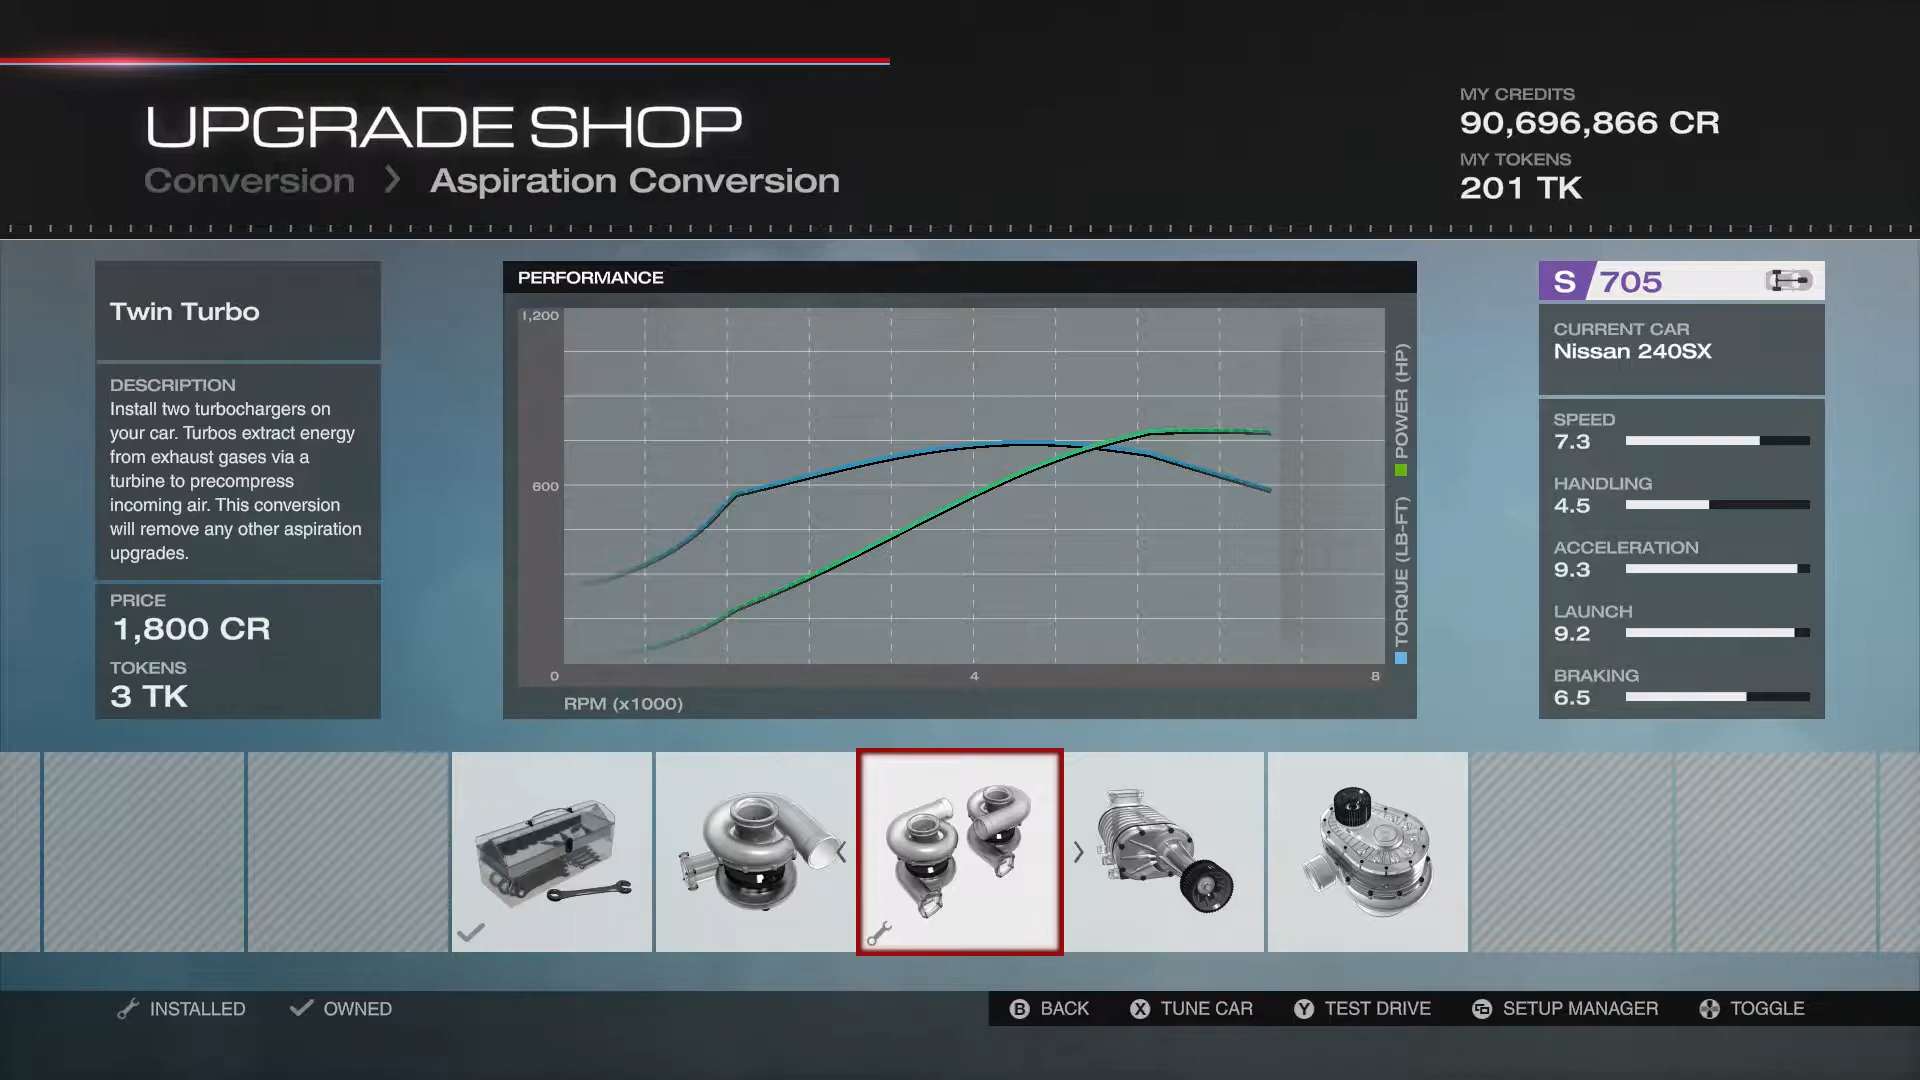 UPGRADE SHOP
Conversion > Aspiration Conversion
MY CREDITS
90,696,866 CR
MY TOKENS
201 TK
Twin Turbo
DESCRIPTION
Install two turbochargers on
your car. Turbos extract energy
from exhaust gases via a
turbine to precompress
incoming air. This conversion
will remove any other aspiration
upgrades.
PRICE
1,800 CR
TOKENS
3 TK
PERFORMANCE
1,200
600
0
4
8
RPM (x1000)
TORQUE (LB-FT)
POWER (HP)
S 705
CURRENT CAR
Nissan 240SX
SPEED
7.3
HANDLING
4.5
ACCELERATION
9.3
LAUNCH
9.2
BRAKING
6.5
INSTALLED
OWNED
B BACK
X TUNE CAR
Y TEST DRIVE
SETUP MANAGER
TOGGLE